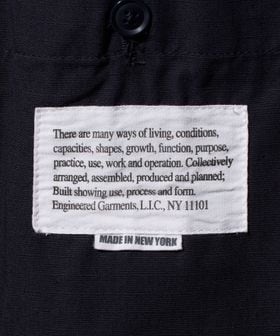 There are many ways of living, conditions,
capacities, shapes, growth, function, purpose,
practice, use, work and operation. Collectively
arranged, assembled, produced and planned;
Built showing use, process and form.
Engineered Garments, L.I.C., NY 11101
MADE IN NEW YORK